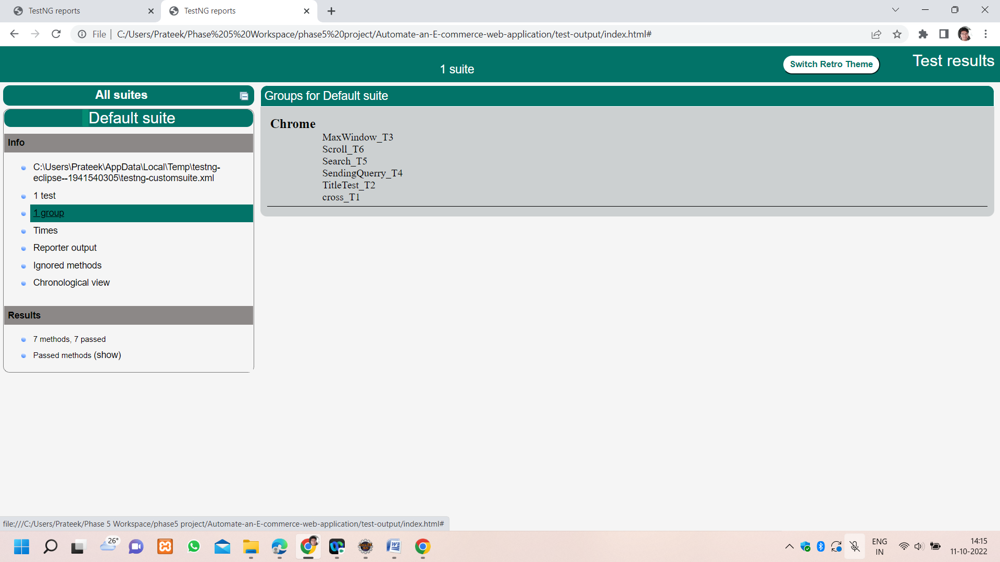 TestNG reports
TestNG reports
File | C:/Users/Prateek/Phase%205%20Workspace/phase5%20project/Automate-an-E-commerce-web-application/test-output/index.html#
1 suite
Switch Retro Theme
Test results
All suites
Default suite
Info
C:\Users\Prateek\AppData\Local\Temp\testng-
eclipse--1941540305\testng-customsuite.xml
1 test
1 group
Times
Reporter output
Ignored methods
Chronological view
Results
7 methods, 7 passed
Passed methods (show)
Groups for Default suite
Chrome
MaxWindow_T3
Scroll_T6
Search_T5
SendingQuerry_T4
TitleTest_T2
cross_T1
file:///C:/Users/Prateek/Phase 5 Workspace/phase5 project/Automate-an-E-commerce-web-application/test-output/index.html#
26°
ENG
IN
14:15
11-10-2022